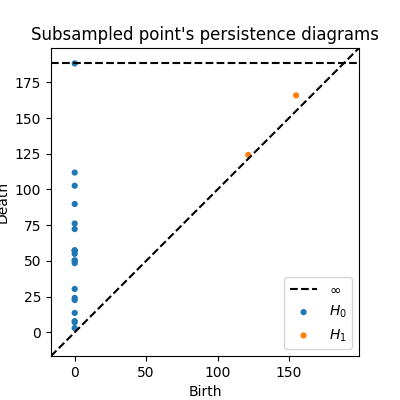 Subsampled point's persistence diagrams
175
150
125
100
75
50
25
0
Death
0 50 100 150
Birth
∞
H₀
H₁